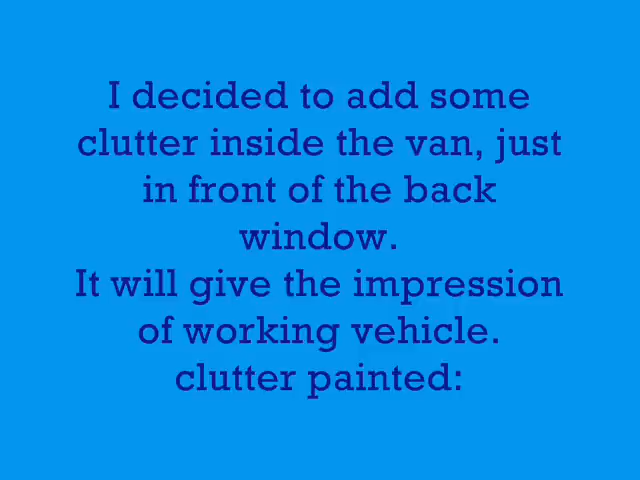 I decided to add some
clutter inside the van, just
in front of the back
window.
It will give the impression
of working vehicle.
clutter painted: